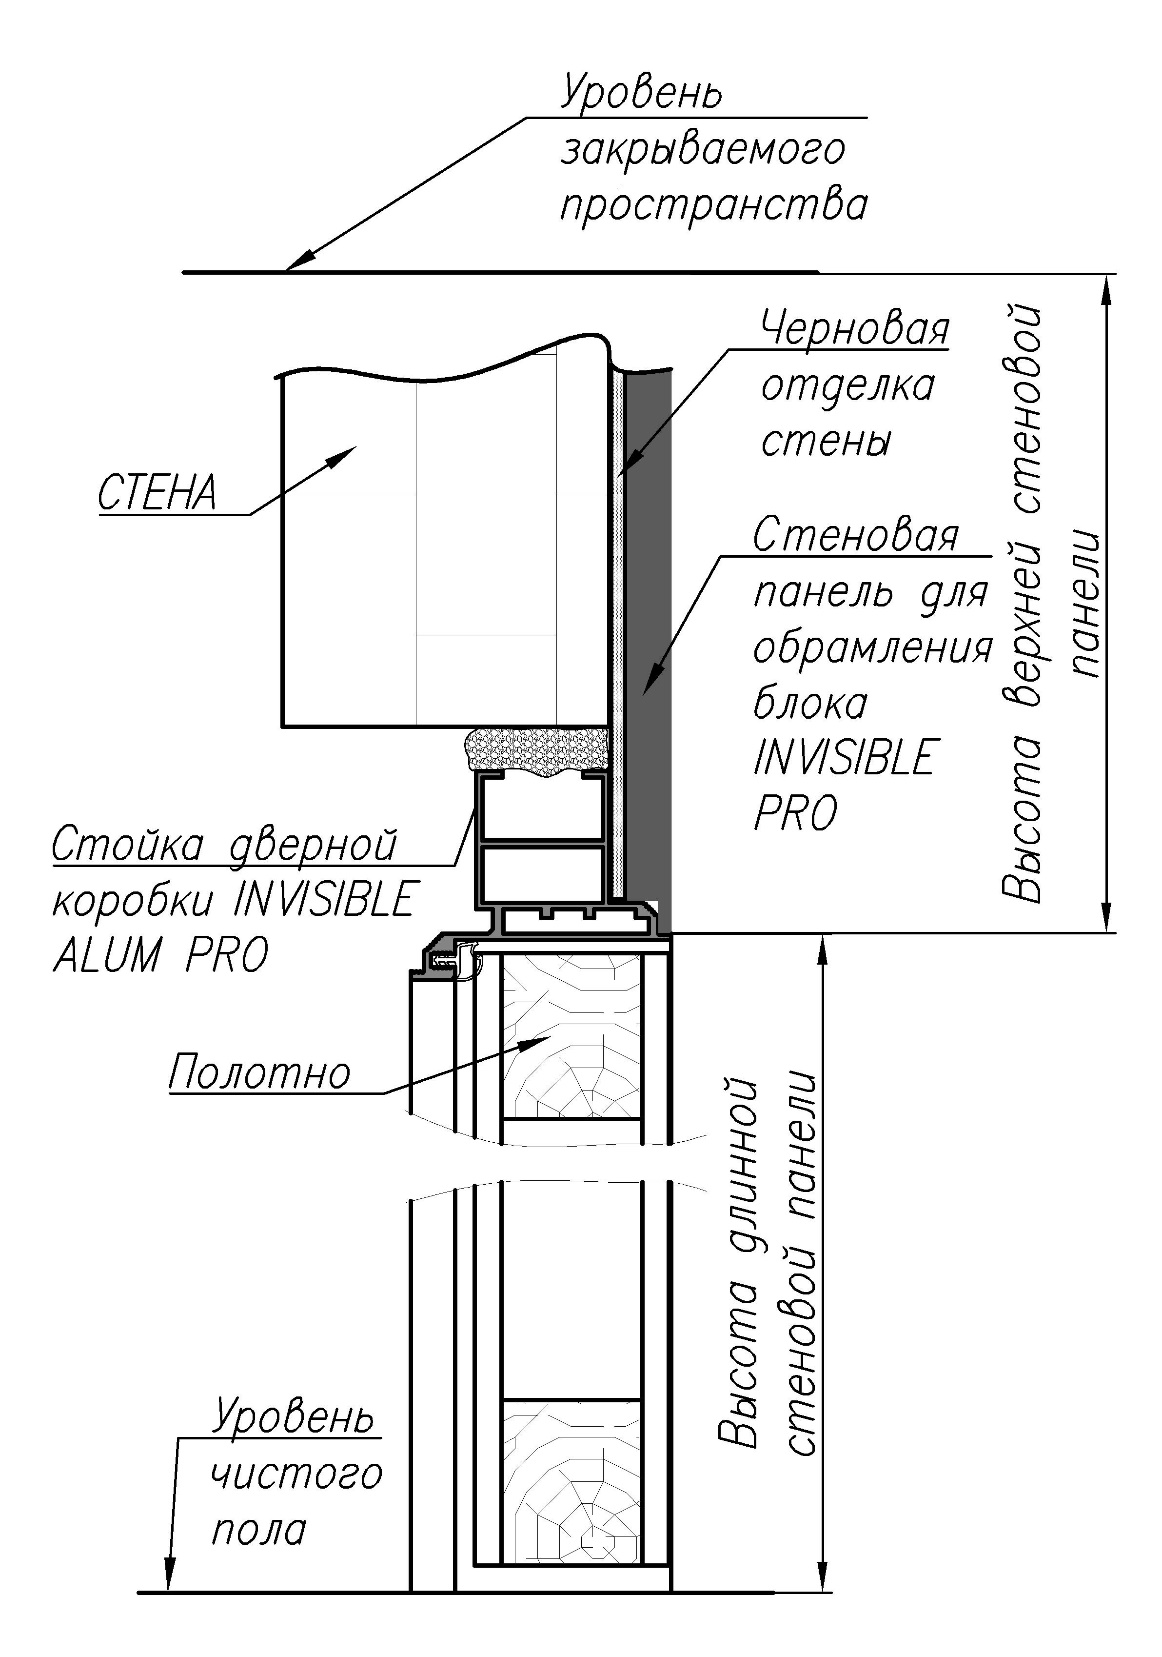 Уровень
закрываемого
пространства
Черновая
отделка
стены
СТЕНА
Стеновая
панель для
обрамления
блока
INVISIBLE
PRO
Высота верхней стеновой
панели
Стойка дверной
коробки INVISIBLE
ALUM PRO
Полотно
Высота длинной
стеновой панели
Уровень
чистого
пола